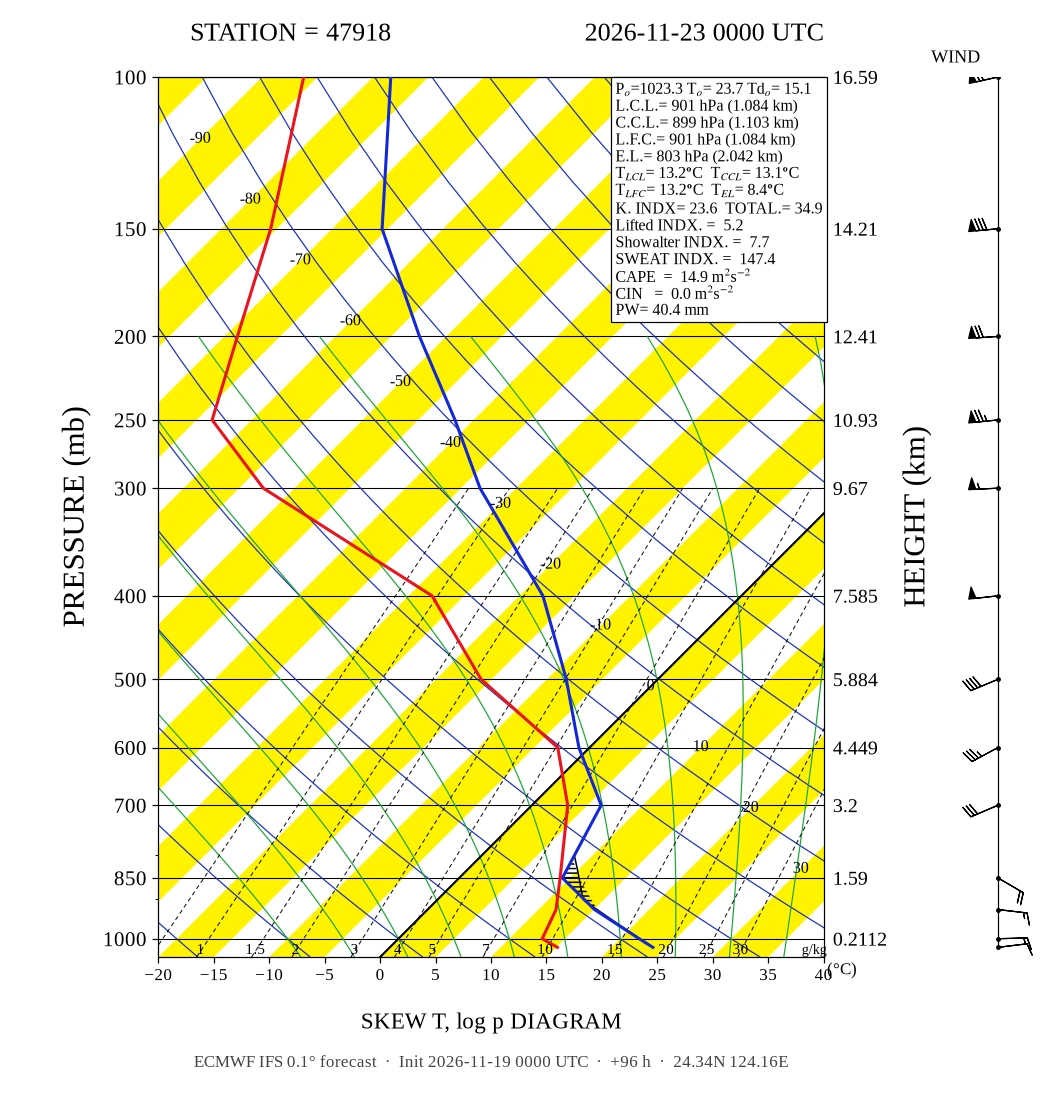 STATION = 47918
2026-11-23 0000 UTC
WIND
100
150
200
250
300
400
500
600
700
850
1000
PRESSURE (mb)
16.59
14.21
12.41
10.93
9.67
7.585
5.884
4.449
3.2
1.59
0.2112
HEIGHT (km)
Po=1023.3 To= 23.7 Tdo= 15.1
L.C.L.= 901 hPa (1.084 km)
C.C.L.= 899 hPa (1.103 km)
L.F.C.= 901 hPa (1.084 km)
E.L.= 803 hPa (2.042 km)
TLCL= 13.2°C TCCL= 13.1°C
TLFC= 13.2°C TEL= 8.4°C
K. INDX= 23.6 TOTAL.= 34.9
Lifted INDX. = 5.2
Showalter INDX. = 7.7
SWEAT INDX. = 147.4
CAPE = 14.9 m²s⁻²
CIN = 0.0 m²s⁻²
PW= 40.4 mm
-90
-80
-70
-60
-50
-40
-30
-20
-10
0
10
20
30
1 1.5 2 3 4 5 7 10 15 20 25 30 g/kg
−20 −15 −10 −5 0 5 10 15 20 25 30 35 40 (°C)
SKEW T, log p DIAGRAM
ECMWF IFS 0.1° forecast · Init 2026-11-19 0000 UTC · +96 h · 24.34N 124.16E